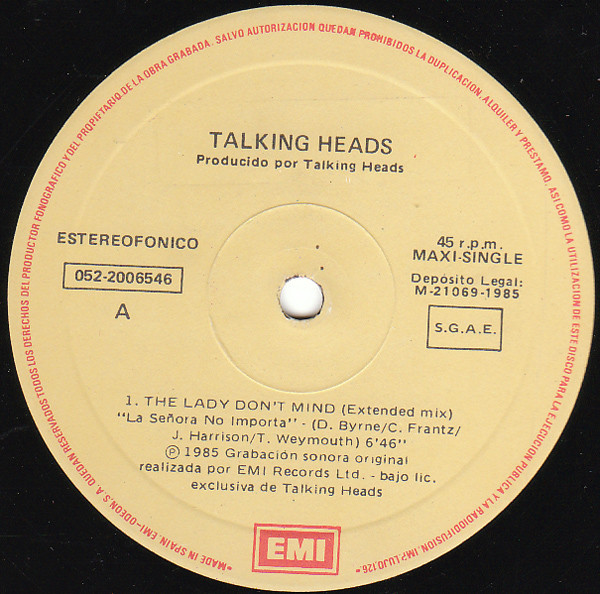 *QUEDAN RESERVADOS TODOS LOS DERECHOS DEL PRODUCTOR FONOGRAFICO Y DEL PROPIETARIO DE LA OBRA GRABADA. SALVO AUTORIZACION QUEDAN PROHIBIDOS LA DUPLICACION, ALQUILER Y PRESTAMO, ASI COMO LA UTILIZACION DE ESTE DISCO PARA LA EJECUCION PUBLICA Y LA RADIODIFUSION. IMP. LUJO, 126.*
TALKING HEADS
Producido por Talking Heads
ESTEREOFONICO
052-2006546
A
45 r.p.m.
MAXI-SINGLE
Depósito Legal:
M-21069-1985
S.G.A.E.
1. THE LADY DON'T MIND (Extended mix)
"La Señora No Importa" - (D. Byrne/C. Frantz/
J. Harrison/T. Weymouth) 6'46"
Ⓟ 1985 Grabación sonora original
realizada por EMI Records Ltd. - bajo lic.
exclusiva de Talking Heads
EMI
*MADE IN SPAIN. EMI-ODEON, S. A.